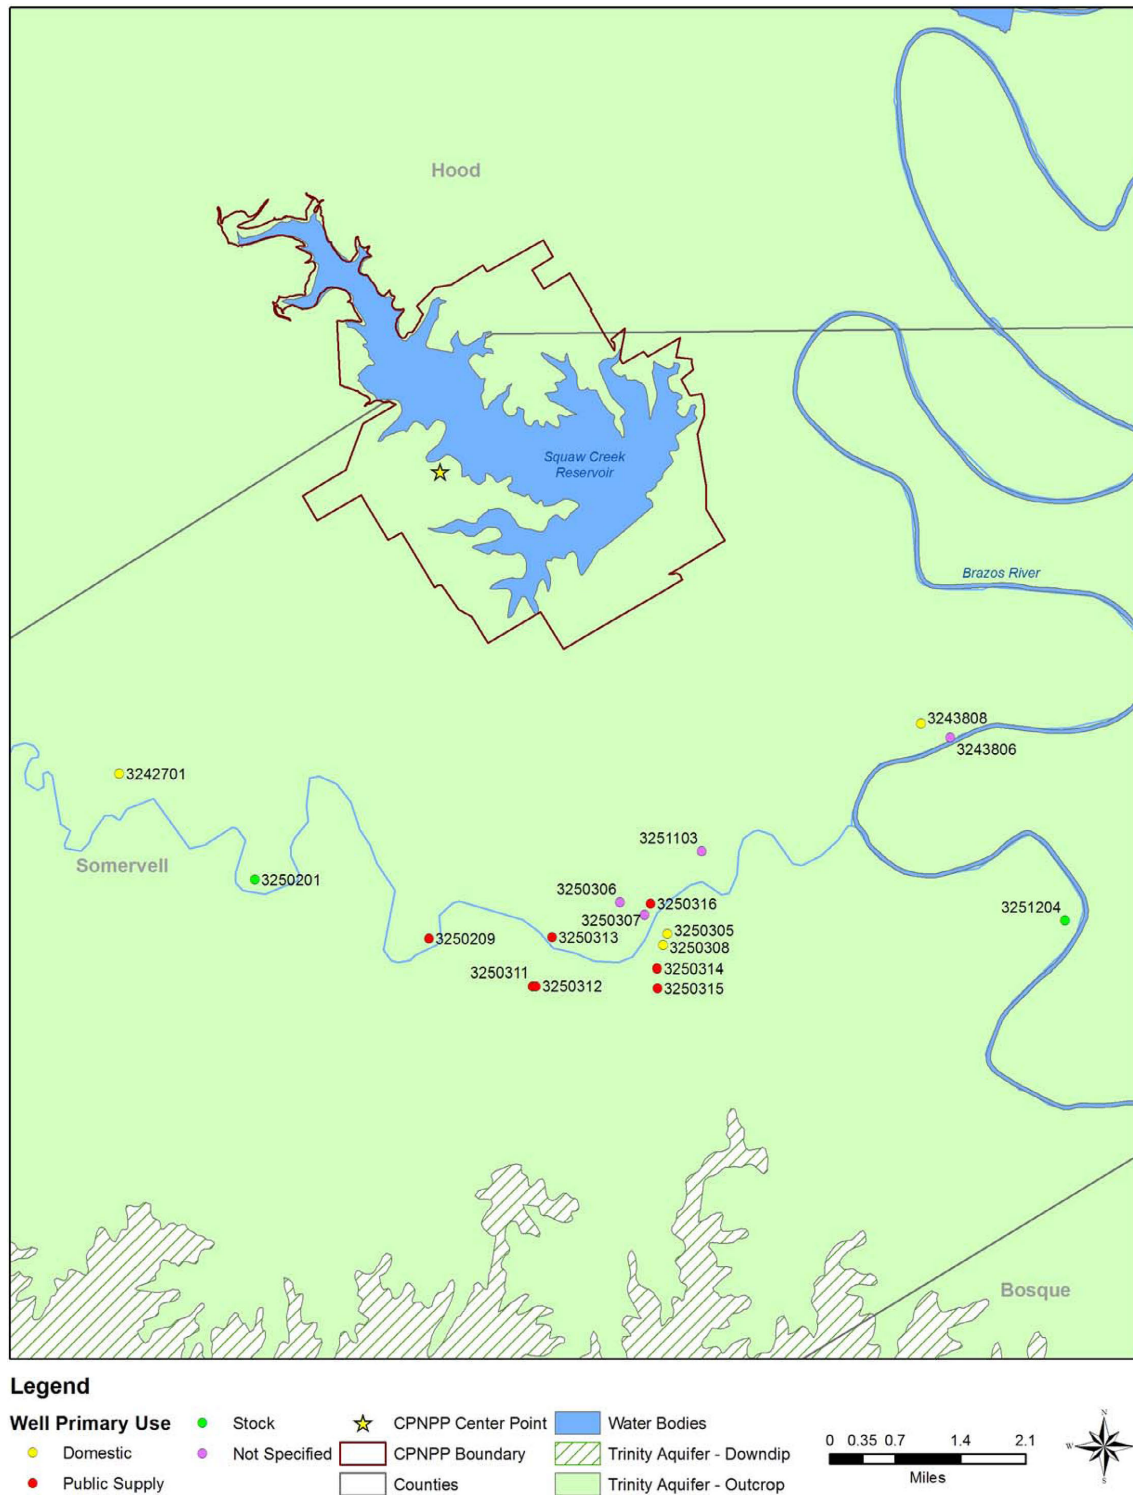 Hood
Squaw Creek
Reservoir
Brazos River
3243808
3243806
3242701
3251103
Somervell
3250201
3250306
3250316
3251204
3250307
3250305
3250209
3250313
3250308
3250314
3250311
3250312
3250315
Bosque
Legend
Well Primary Use
Stock
CPNPP Center Point
Water Bodies
Domestic
Not Specified
CPNPP Boundary
Trinity Aquifer - Downdip
Public Supply
Counties
Trinity Aquifer - Outcrop
0 0.35 0.7 1.4 2.1
Miles
N
W E
S